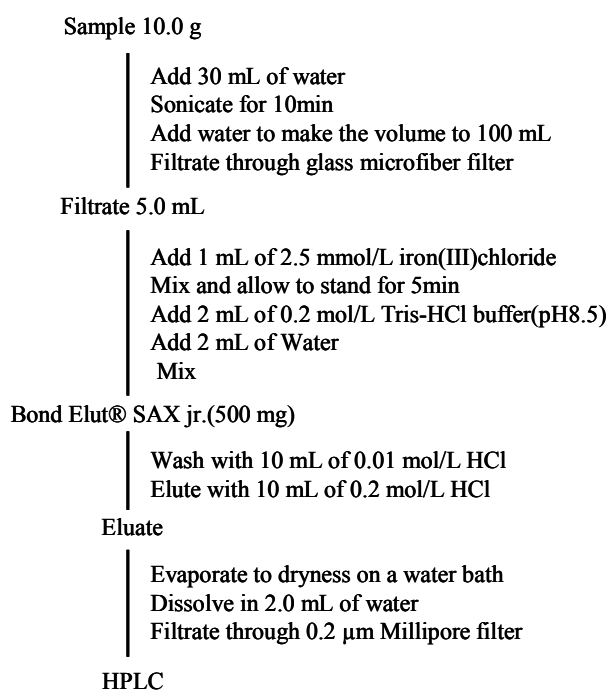 Sample 10.0 g
Add 30 mL of water
Sonicate for 10min
Add water to make the volume to 100 mL
Filtrate through glass microfiber filter
Filtrate 5.0 mL
Add 1 mL of 2.5 mmol/L iron(III)chloride
Mix and allow to stand for 5min
Add 2 mL of 0.2 mol/L Tris-HCl buffer(pH8.5)
Add 2 mL of Water
Mix
Bond Elut® SAX jr.(500 mg)
Wash with 10 mL of 0.01 mol/L HCl
Elute with 10 mL of 0.2 mol/L HCl
Eluate
Evaporate to dryness on a water bath
Dissolve in 2.0 mL of water
Filtrate through 0.2 µm Millipore filter
HPLC